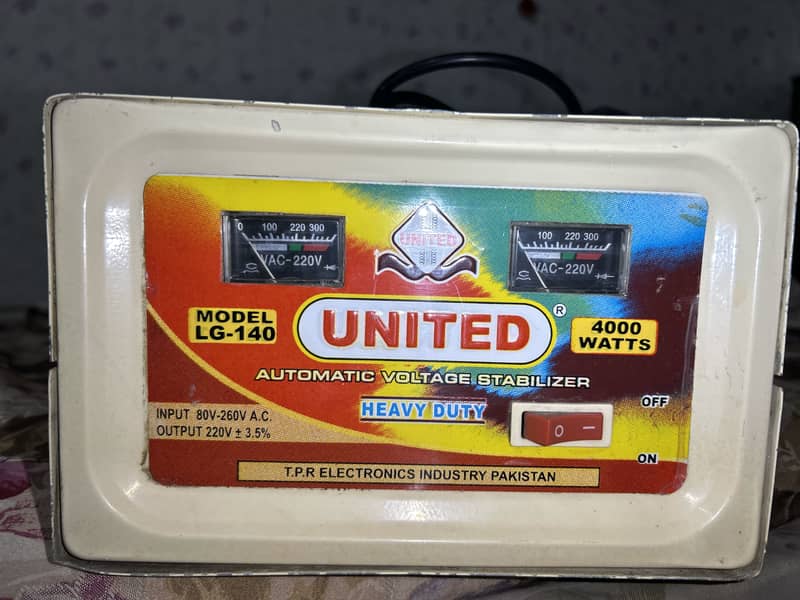 0 100 220 300
VAC-220V
UNITED
100 220 300
VAC-220V
MODEL
LG-140
UNITED ®
4000
WATTS
AUTOMATIC VOLTAGE STABILIZER
HEAVY DUTY
INPUT 80V-260V A.C.
OUTPUT 220V ± 3.5%
OFF
O –
ON
T.P.R ELECTRONICS INDUSTRY PAKISTAN